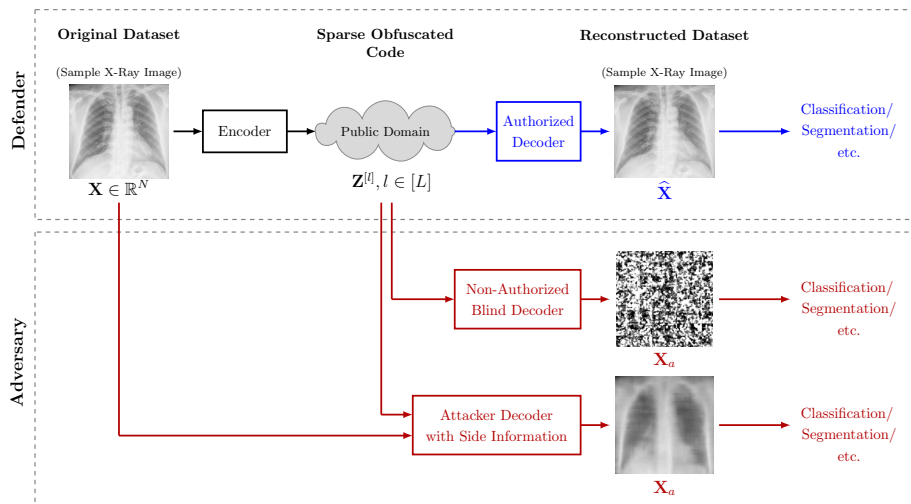 Original Dataset
Sparse Obfuscated
Code
Reconstructed Dataset
Defender
(Sample X-Ray Image)
(Sample X-Ray Image)
Encoder
Public Domain
Authorized
Decoder
Classification/
Segmentation/
etc.
𝐗 ∈ ℝ^N
𝐙^{[l]}, l ∈ [L]
𝐗̂
Adversary
Non-Authorized
Blind Decoder
Classification/
Segmentation/
etc.
𝐗_a
Attacker Decoder
with Side Information
Classification/
Segmentation/
etc.
𝐗_a